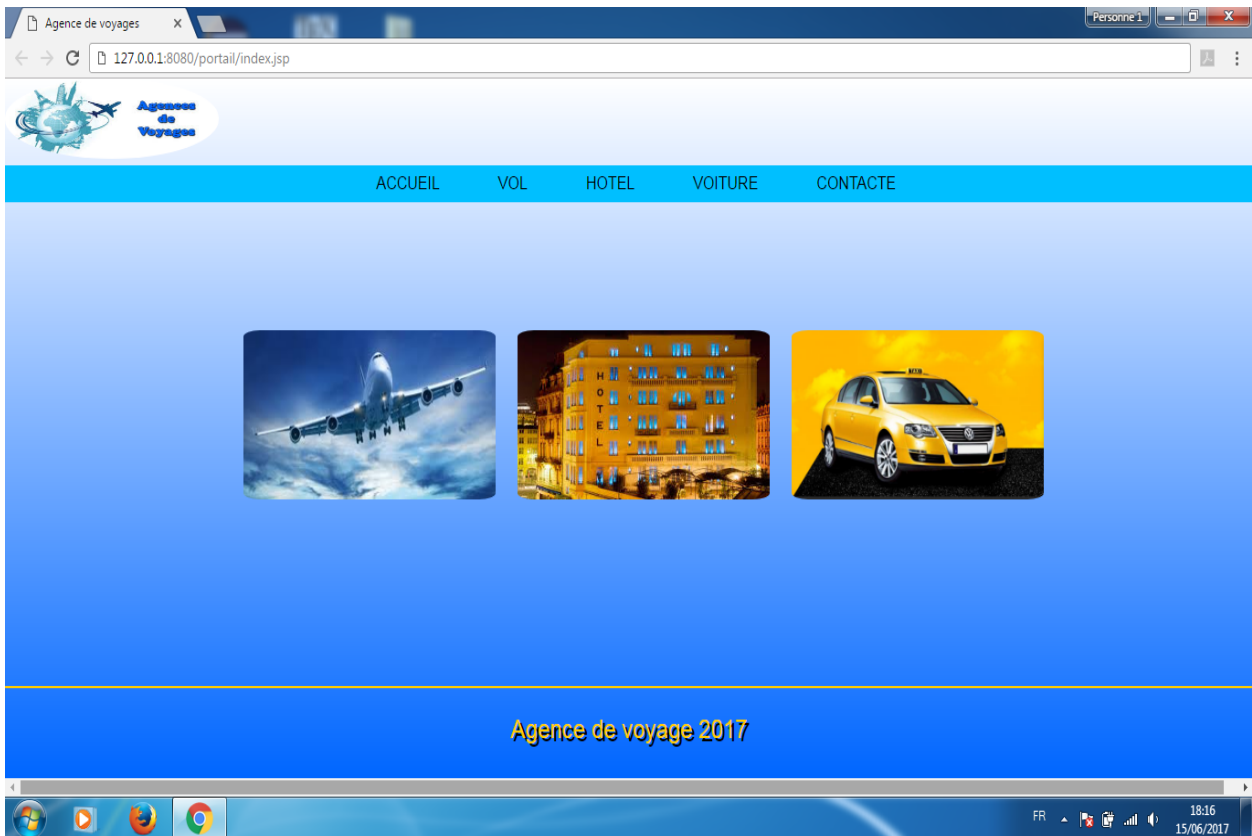 Agence de voyages
Personne 1
127.0.0.1:8080/portail/index.jsp
Agences
de
Voyages
ACCUEIL VOL HOTEL VOITURE CONTACTE
HOTEL
Agence de voyage 2017
FR
18:16
15/06/2017